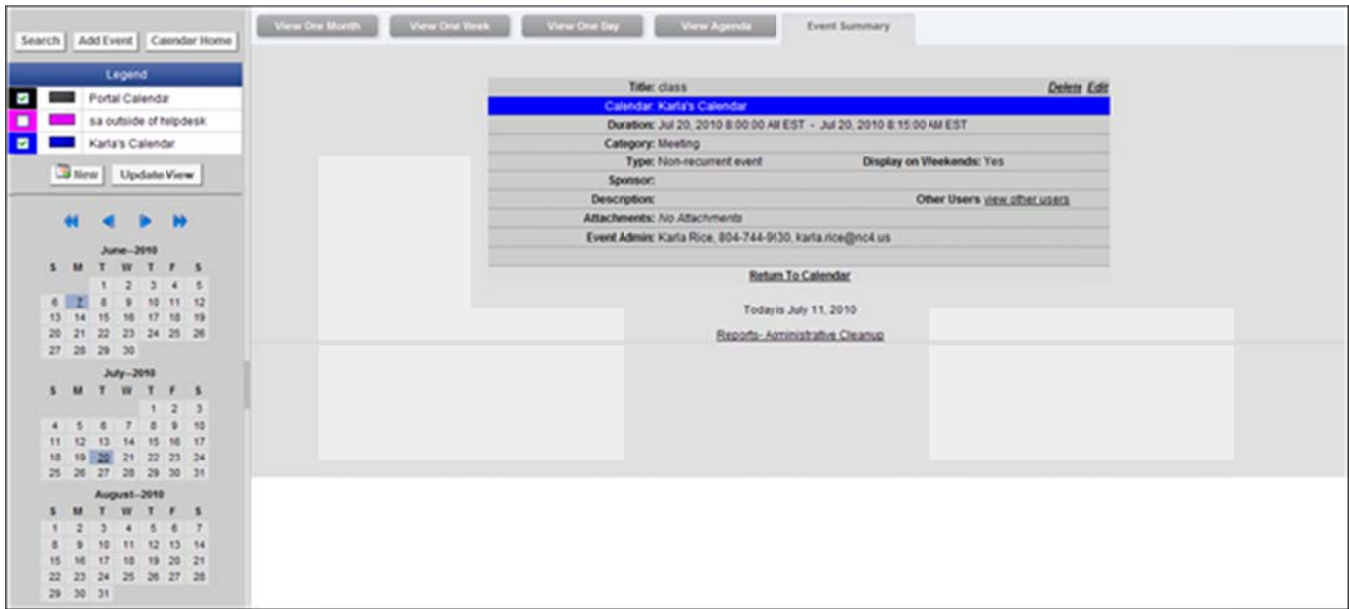 View One Month View One Week View One Day View Agenda Event Summary
Search Add Event Calendar Home
Legend
Portal Calendar
sa outside of helpdesk
Karla's Calendar
New Update View
June--2010
S M T W T F S
1 2 3 4 5
6 7 8 9 10 11 12
13 14 15 16 17 18 19
20 21 22 23 24 25 26
27 28 29 30
July--2010
S M T W T F S
1 2 3
4 5 6 7 8 9 10
11 12 13 14 15 16 17
18 19 20 21 22 23 24
25 26 27 28 29 30 31
August--2010
S M T W T F S
1 2 3 4 5 6 7
8 9 10 11 12 13 14
15 16 17 18 19 20 21
22 23 24 25 26 27 28
29 30 31
Title: class Delete Edit
Calendar: Karla's Calendar
Duration: Jul 20, 2010 8:00:00 AM EST - Jul 20, 2010 8:15:00 AM EST
Category: Meeting
Type: Non-recurrent event Display on Weekends: Yes
Sponsor:
Description: Other Users view other users
Attachments: No Attachments
Event Admin: Karla Rice, karla.rice@nc4.us
Return To Calendar
Today is July 11, 2010
Reports- Administrative Cleanup